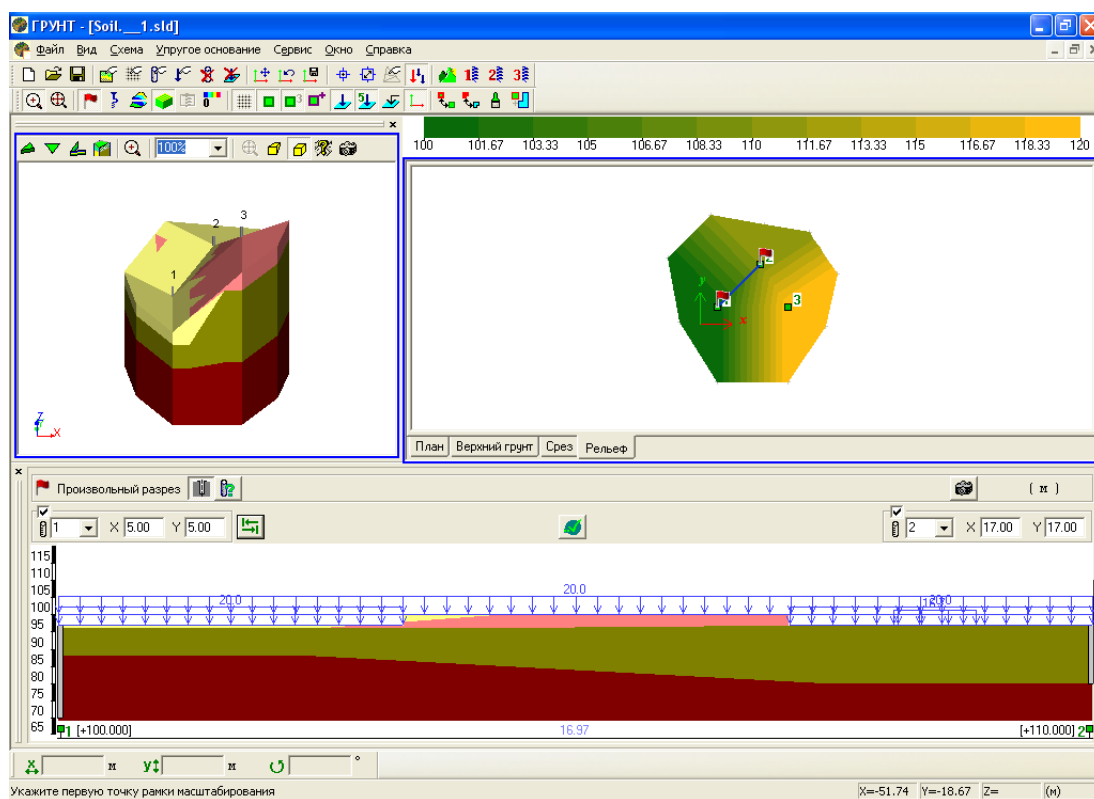 ГРУНТ - [Soil.__1.sld]
Файл Вид Схема Упругое основание Сервис Окно Справка
100%
100 101.67 103.33 105 106.67 108.33 110 111.67 113.33 115 116.67 118.33 120
1 2 3
Z
X
y
x
2
3
План Верхний грунт Срез Рельеф
Произвольный разрез ( м )
1 X 5.00 Y 5.00 2 X 17.00 Y 17.00
115
110
105
100
95
90
85
80
75
70
65
20.0 20.0
1 [+100.000] 16.97 [+110.000] 2
x м y м °
Укажите первую точку рамки масштабирования X=-51.74 Y=-18.67 Z= (м)